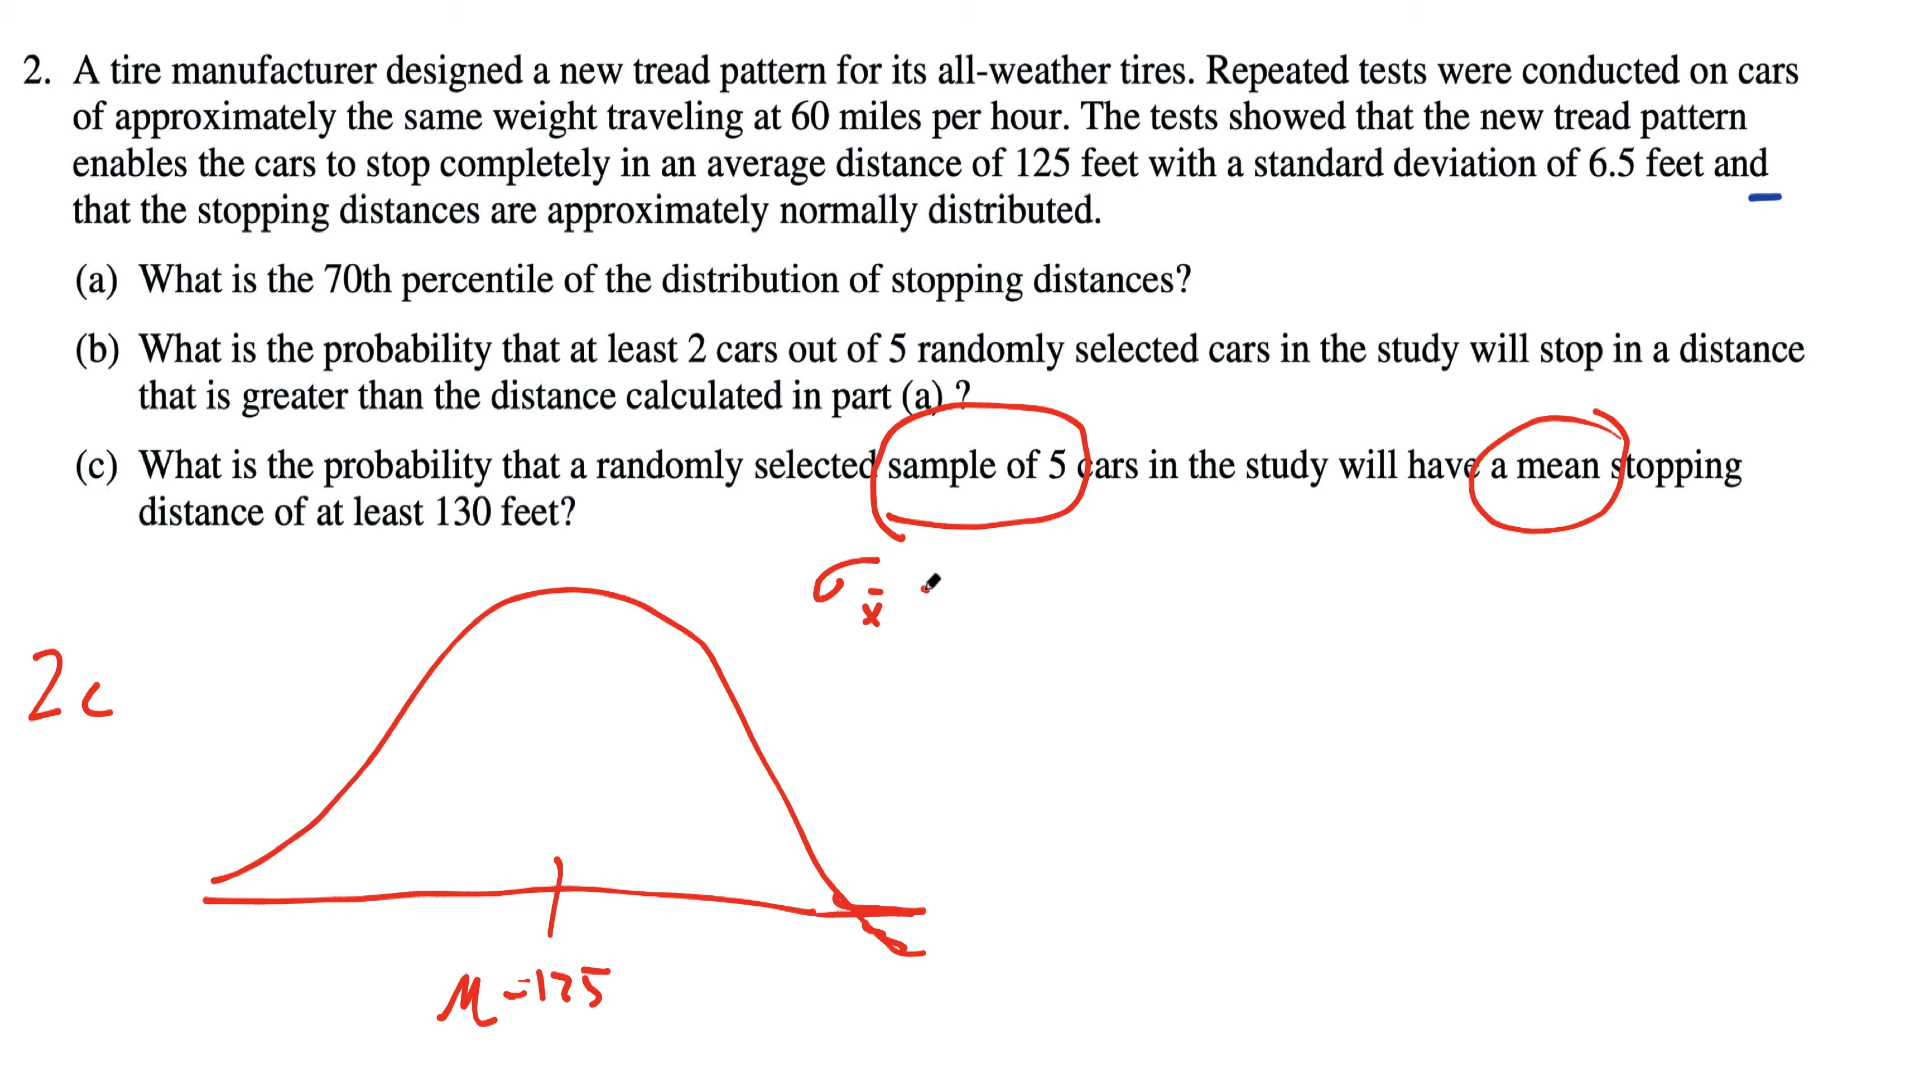 2. A tire manufacturer designed a new tread pattern for its all-weather tires. Repeated tests were conducted on cars
of approximately the same weight traveling at 60 miles per hour. The tests showed that the new tread pattern
enables the cars to stop completely in an average distance of 125 feet with a standard deviation of 6.5 feet and
that the stopping distances are approximately normally distributed.
(a) What is the 70th percentile of the distribution of stopping distances?
(b) What is the probability that at least 2 cars out of 5 randomly selected cars in the study will stop in a distance
that is greater than the distance calculated in part (a) ?
(c) What is the probability that a randomly selected sample of 5 cars in the study will have a mean stopping
distance of at least 130 feet?
σx̄
2c
μ=125